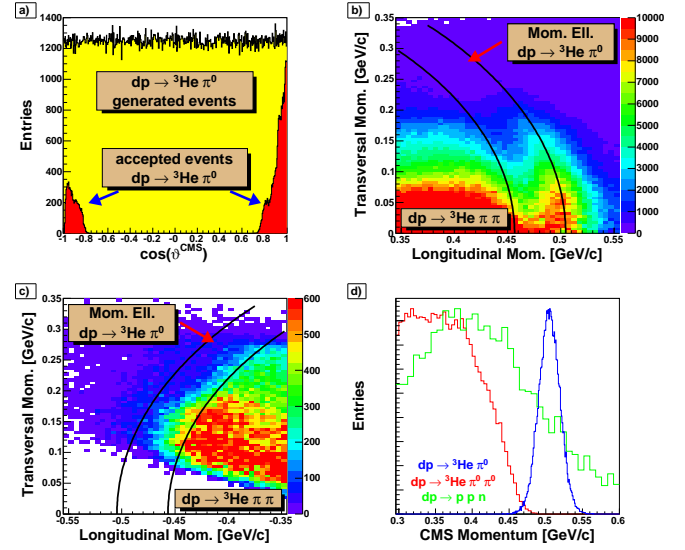 a)
1400
1200
1000
800
600
400
200
0
Entries
dp → ³He π⁰
generated events
accepted events
dp → ³He π⁰
-1 -0.8 -0.6 -0.4 -0.2 0 0.2 0.4 0.6 0.8 1
cos(ϑ^CMS)
b)
0.35
0.3
0.25
0.2
0.15
0.1
0.05
0
Transversal Mom. [GeV/c]
Mom. Ell.
dp → ³He π⁰
dp → ³He π π
0.35 0.4 0.45 0.5 0.55
Longitudinal Mom. [GeV/c]
10000
9000
8000
7000
6000
5000
4000
3000
2000
1000
0
c)
0.35
0.3
0.25
0.2
0.15
0.1
0.05
0
Transversal Mom. [GeV/c]
Mom. Ell.
dp → ³He π⁰
dp → ³He π π
-0.55 -0.5 -0.45 -0.4 -0.35
Longitudinal Mom. [GeV/c]
600
500
400
300
200
100
0
d)
Entries
dp → ³He π⁰
dp → ³He π⁰ π⁰
dp → p p n
0.3 0.35 0.4 0.45 0.5 0.55 0.6
CMS Momentum [GeV/c]